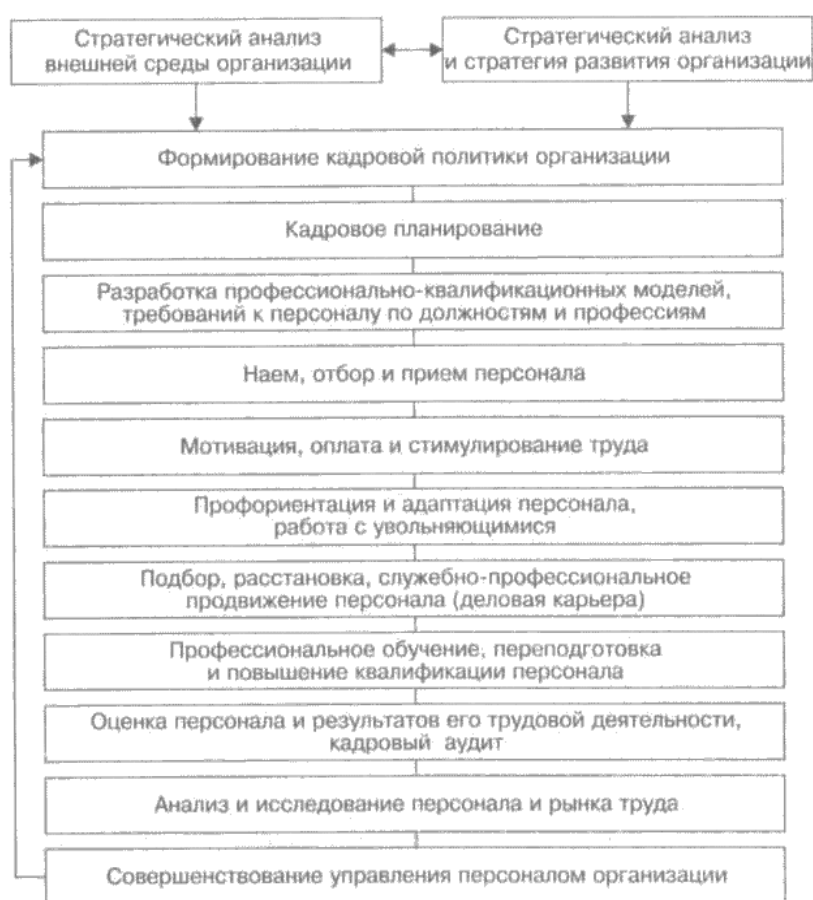 Стратегический анализ
внешней среды организации
Стратегический анализ
и стратегия развития организации
Формирование кадровой политики организации
Кадровое планирование
Разработка профессионально-квалификационных моделей,
требований к персоналу по должностям и профессиям
Наем, отбор и прием персонала
Мотивация, оплата и стимулирование труда
Профориентация и адаптация персонала,
работа с увольняющимися
Подбор, расстановка, служебно-профессиональное
продвижение персонала (деловая карьера)
Профессиональное обучение, переподготовка
и повышение квалификации персонала
Оценка персонала и результатов его трудовой деятельности,
кадровый аудит
Анализ и исследование персонала и рынка труда
Совершенствование управления персоналом организации